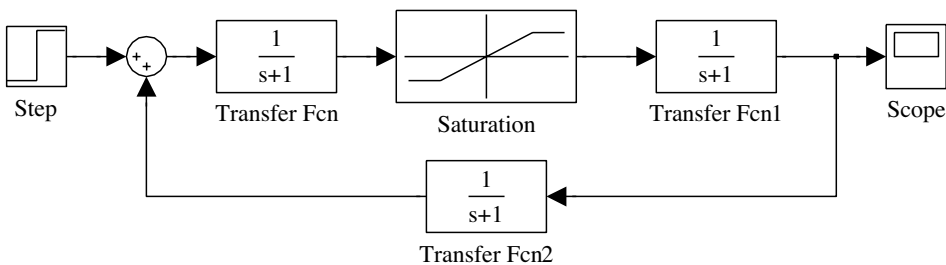 1
s+1
1
s+1
+
+
Step
Transfer Fcn
Saturation
Transfer Fcn1
Scope
1
s+1
Transfer Fcn2